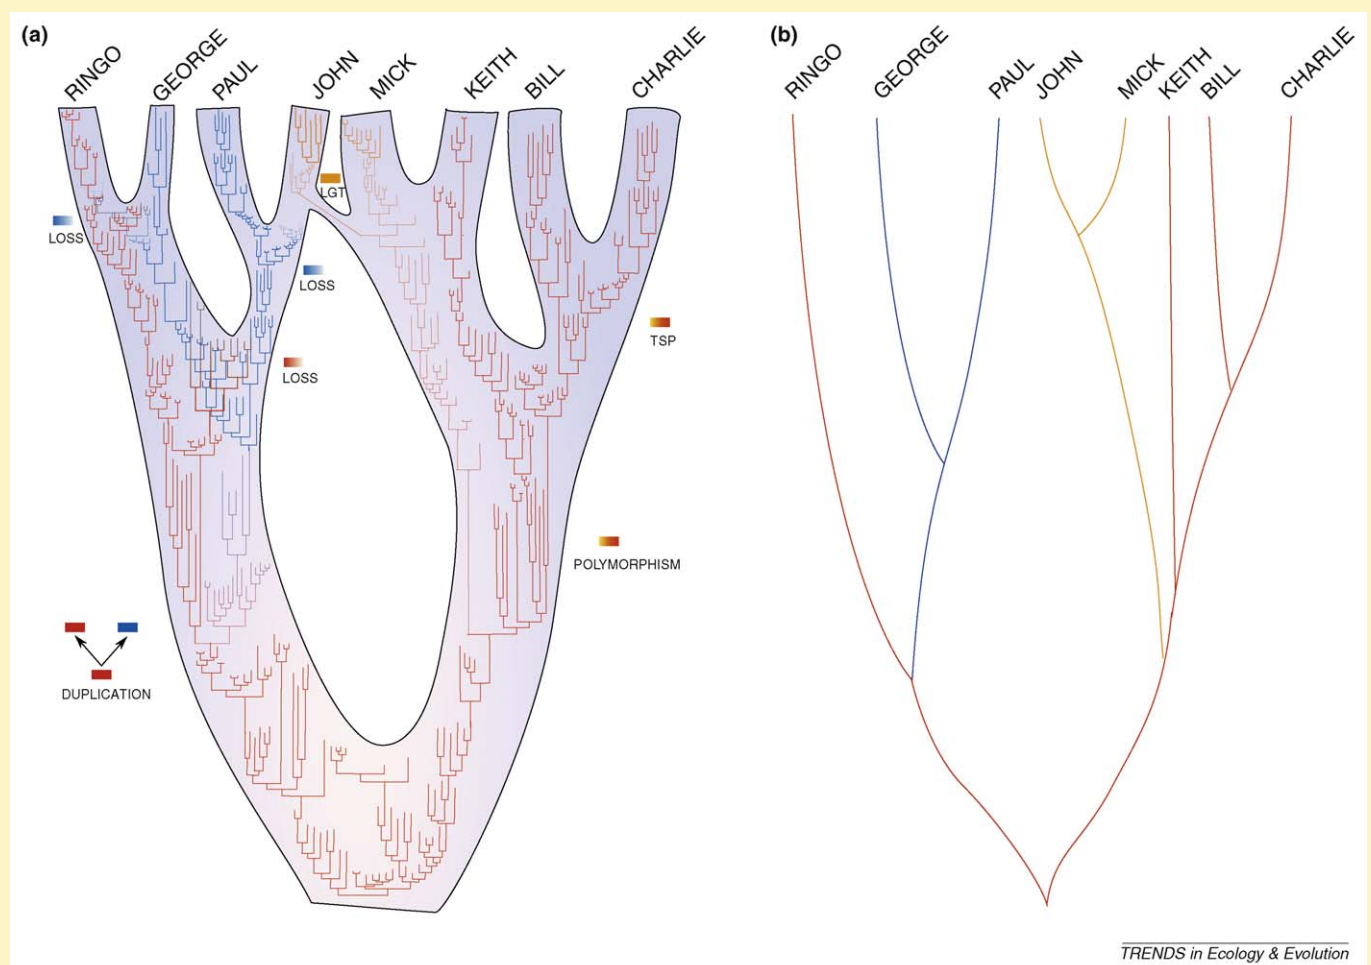 (a)
RINGO
GEORGE
PAUL
JOHN
MICK
KEITH
BILL
CHARLIE
LGT
LOSS
LOSS
TSP
LOSS
POLYMORPHISM
DUPLICATION
(b)
RINGO
GEORGE
PAUL
JOHN
MICK
KEITH
BILL
CHARLIE
TRENDS in Ecology & Evolution